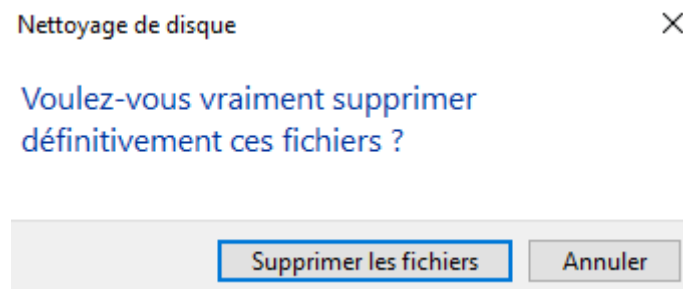 Nettoyage de disque
Voulez-vous vraiment supprimer
définitivement ces fichiers ?
Supprimer les fichiers
Annuler